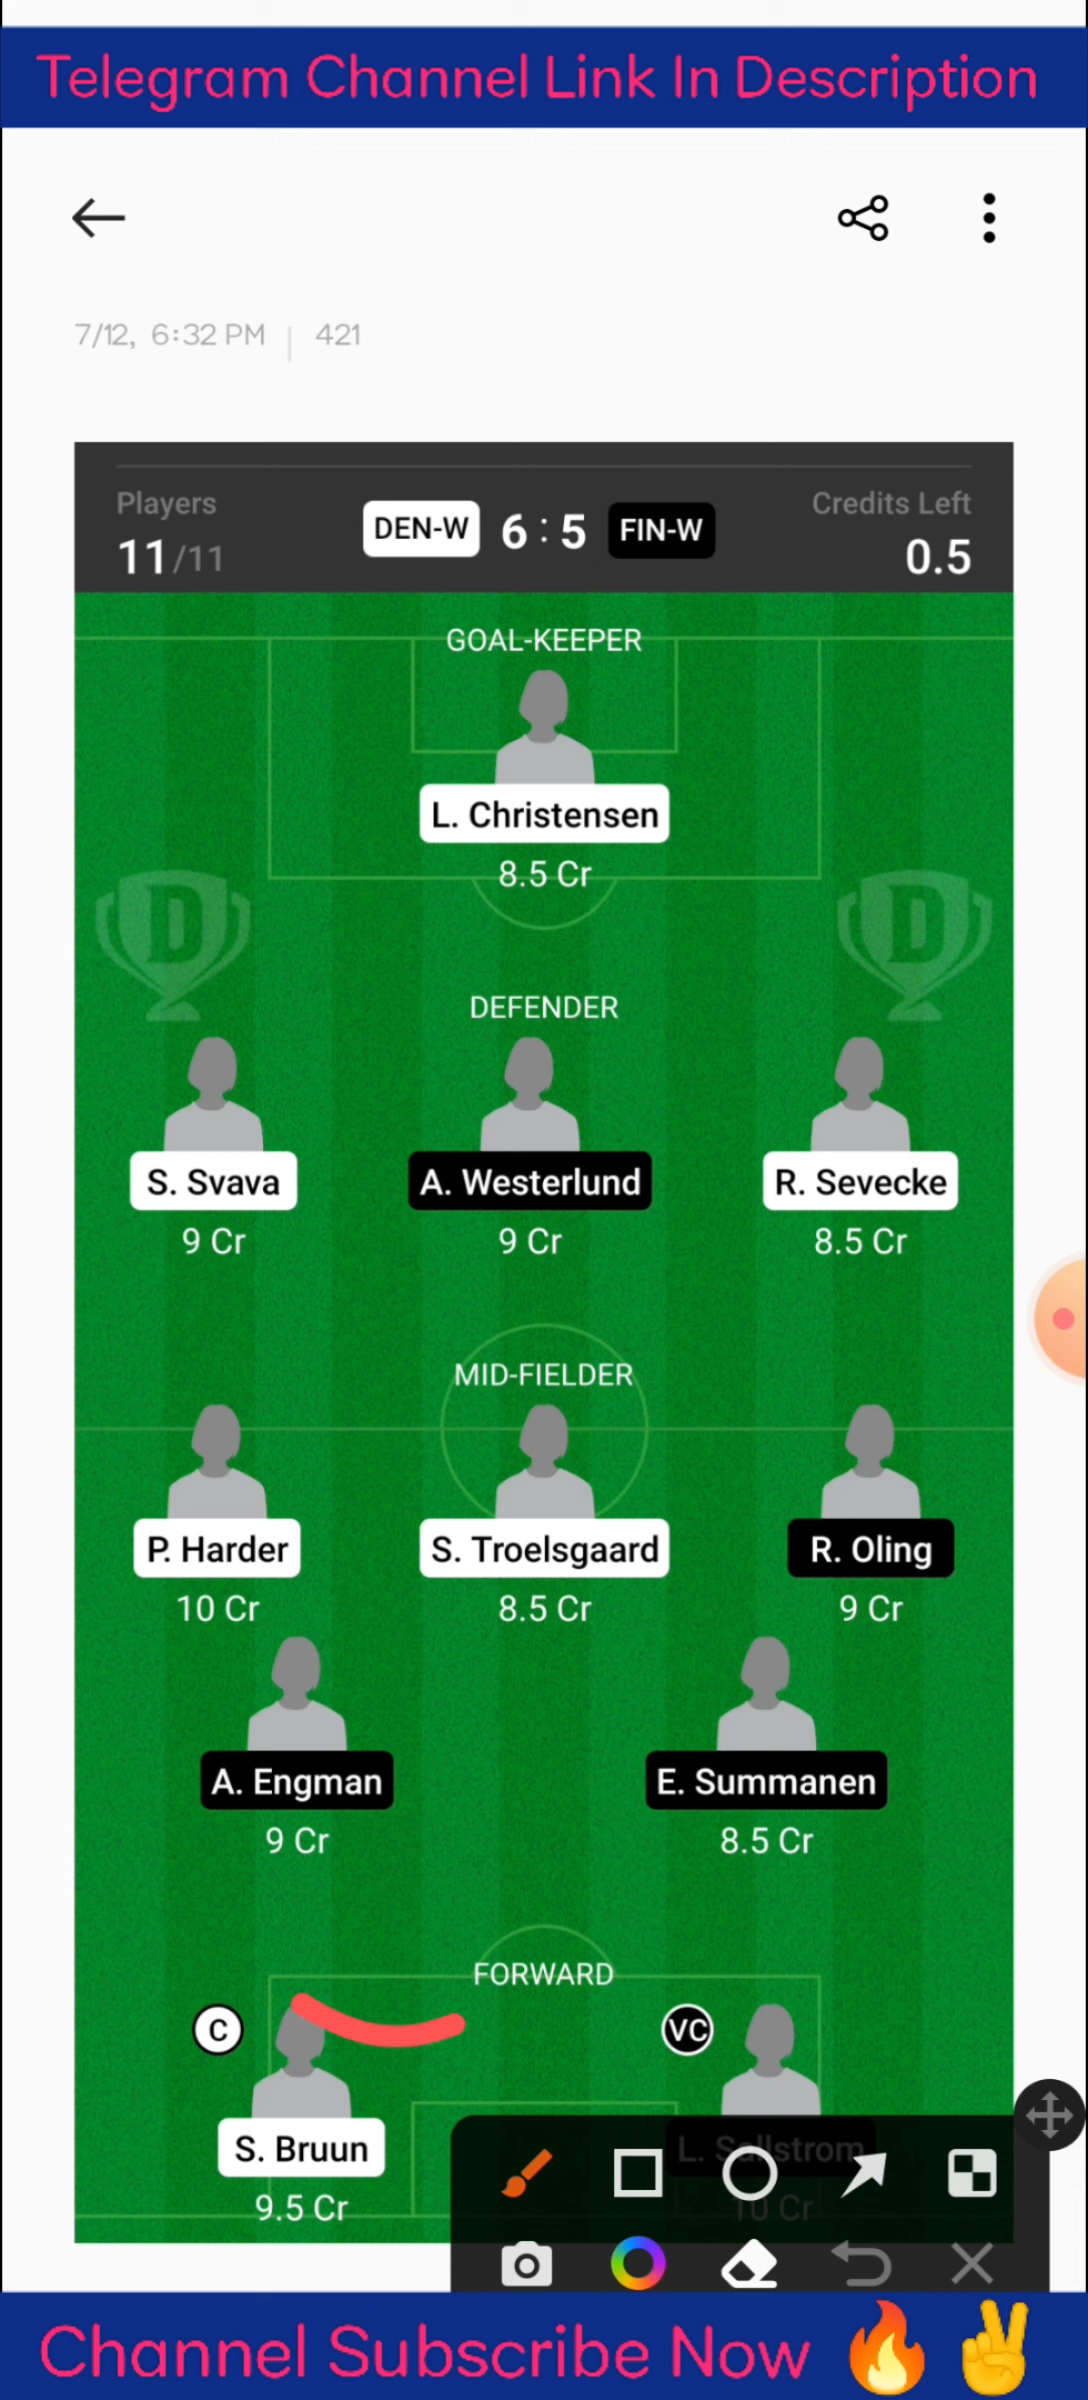 Telegram Channel Link In Description
7/12, 6:32 PM | 421
Players
11/11
DEN-W 6 : 5 FIN-W
Credits Left
0.5
GOAL-KEEPER
L. Christensen
8.5 Cr
D D
DEFENDER
S. Svava A. Westerlund R. Sevecke
9 Cr 9 Cr 8.5 Cr
MID-FIELDER
P. Harder S. Troelsgaard R. Oling
10 Cr 8.5 Cr 9 Cr
A. Engman E. Summanen
9 Cr 8.5 Cr
FORWARD
C VC
S. Bruun L. Sallstrom
9.5 Cr 10 Cr
Channel Subscribe Now 🔥 ✌️